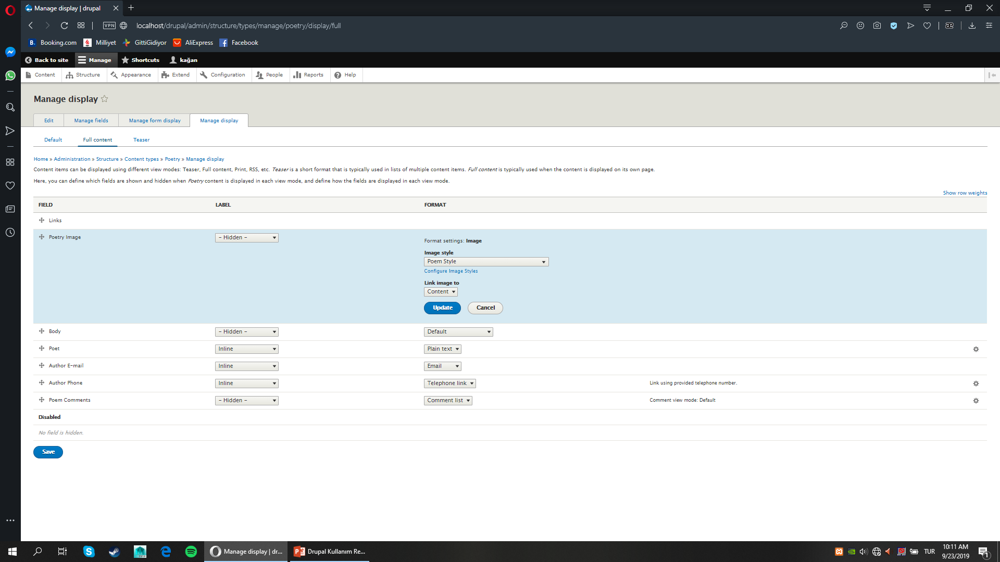 Manage display | drupal
VPN
localhost/drupal/admin/structure/types/manage/poetry/display/full
B. Booking.com Milliyet GittiGidiyor AliExpress Facebook
Back to site Manage Shortcuts kağan
Content Structure Appearance Extend Configuration People Reports Help
Manage display
Edit Manage fields Manage form display Manage display
Default Full content Teaser
Home » Administration » Structure » Content types » Poetry » Manage display
Content items can be displayed using different view modes: Teaser, Full content, Print, RSS, etc. Teaser is a short format that is typically used in lists of multiple content items. Full content is typically used when the content is displayed on its own page.
Here, you can define which fields are shown and hidden when Poetry content is displayed in each view mode, and define how the fields are displayed in each view mode.
Show row weights
FIELD LABEL FORMAT
Links
Poetry Image - Hidden -
Format settings: Image
Image style
Poem Style
Configure Image Styles
Link image to
Content
Update Cancel
Body - Hidden - Default
Poet Inline Plain text
Author E-mail Inline Email
Author Phone Inline Telephone link Link using provided telephone number.
Poem Comments - Hidden - Comment list Comment view mode: Default
Disabled
No field is hidden.
Save
Manage display | dr... Drupal Kullanım Re... TUR 10:11 AM
9/23/2019
1